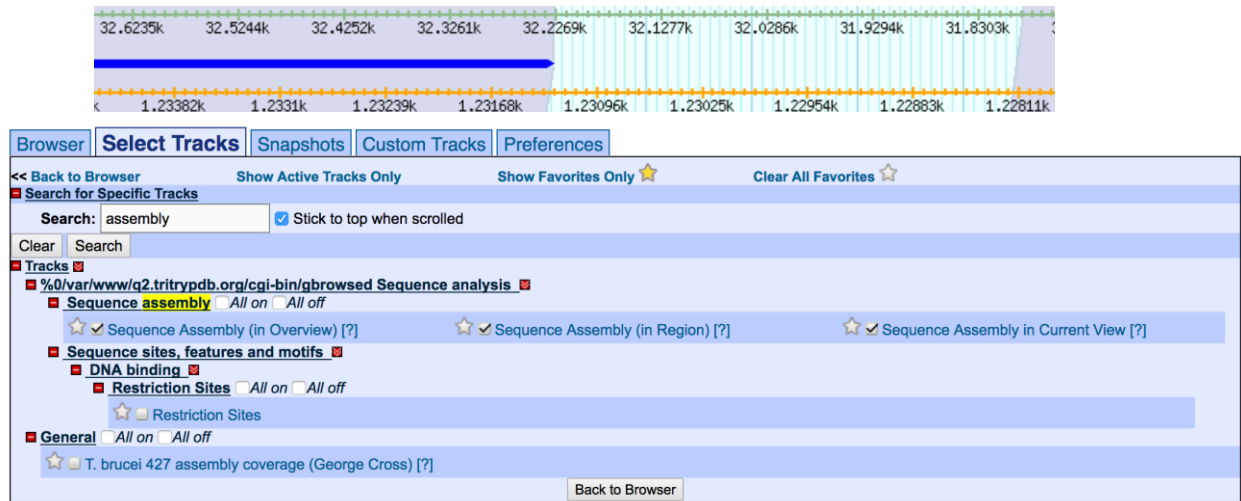 32.6235k 32.5244k 32.4252k 32.3261k 32.2269k 32.1277k 32.0286k 31.9294k 31.8303k
k 1.23382k 1.2331k 1.23239k 1.23168k 1.23096k 1.23025k 1.22954k 1.22883k 1.22811k
Browser Select Tracks Snapshots Custom Tracks Preferences
<< Back to Browser Show Active Tracks Only Show Favorites Only Clear All Favorites
Search for Specific Tracks
Search: assembly Stick to top when scrolled
Clear Search
Tracks
%0/var/www/q2.tritrypdb.org/cgi-bin/gbrowsed Sequence analysis
Sequence assembly All on All off
Sequence Assembly (in Overview) [?] Sequence Assembly (in Region) [?] Sequence Assembly in Current View [?]
Sequence sites, features and motifs
DNA binding
Restriction Sites All on All off
Restriction Sites
General All on All off
T. brucei 427 assembly coverage (George Cross) [?]
Back to Browser